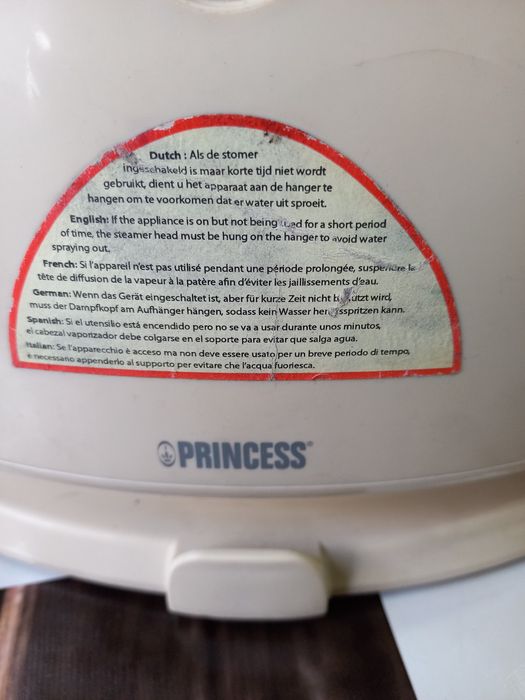 Dutch : Als de stomer
ingeschakeld is maar korte tijd niet wordt
gebruikt, dient u het apparaat aan de hanger te
hangen om te voorkomen dat er water uit sproeit.
English: If the appliance is on but not being used for a short period
of time, the steamer head must be hung on the hanger to avoid water
spraying out.
French: Si l'appareil n'est pas utilisé pendant une période prolongée, suspendre la
tête de diffusion de la vapeur à la patère afin d'éviter les jaillissements d'eau.
German: Wenn das Gerät eingeschaltet ist, aber für kurze Zeit nicht benutzt wird,
muss der Dampfkopf am Aufhänger hängen, sodass kein Wasser herausspritzen kann.
Spanish: Si el utensilio está encendido pero no se va a usar durante unos minutos,
el cabezal vaporizador debe colgarse en el soporte para evitar que salga agua.
Italian: Se l'apparecchio è acceso ma non deve essere usato per un breve periodo di tempo,
è necessario appenderlo al supporto per evitare che l'acqua fuoriesca.
PRINCESS®